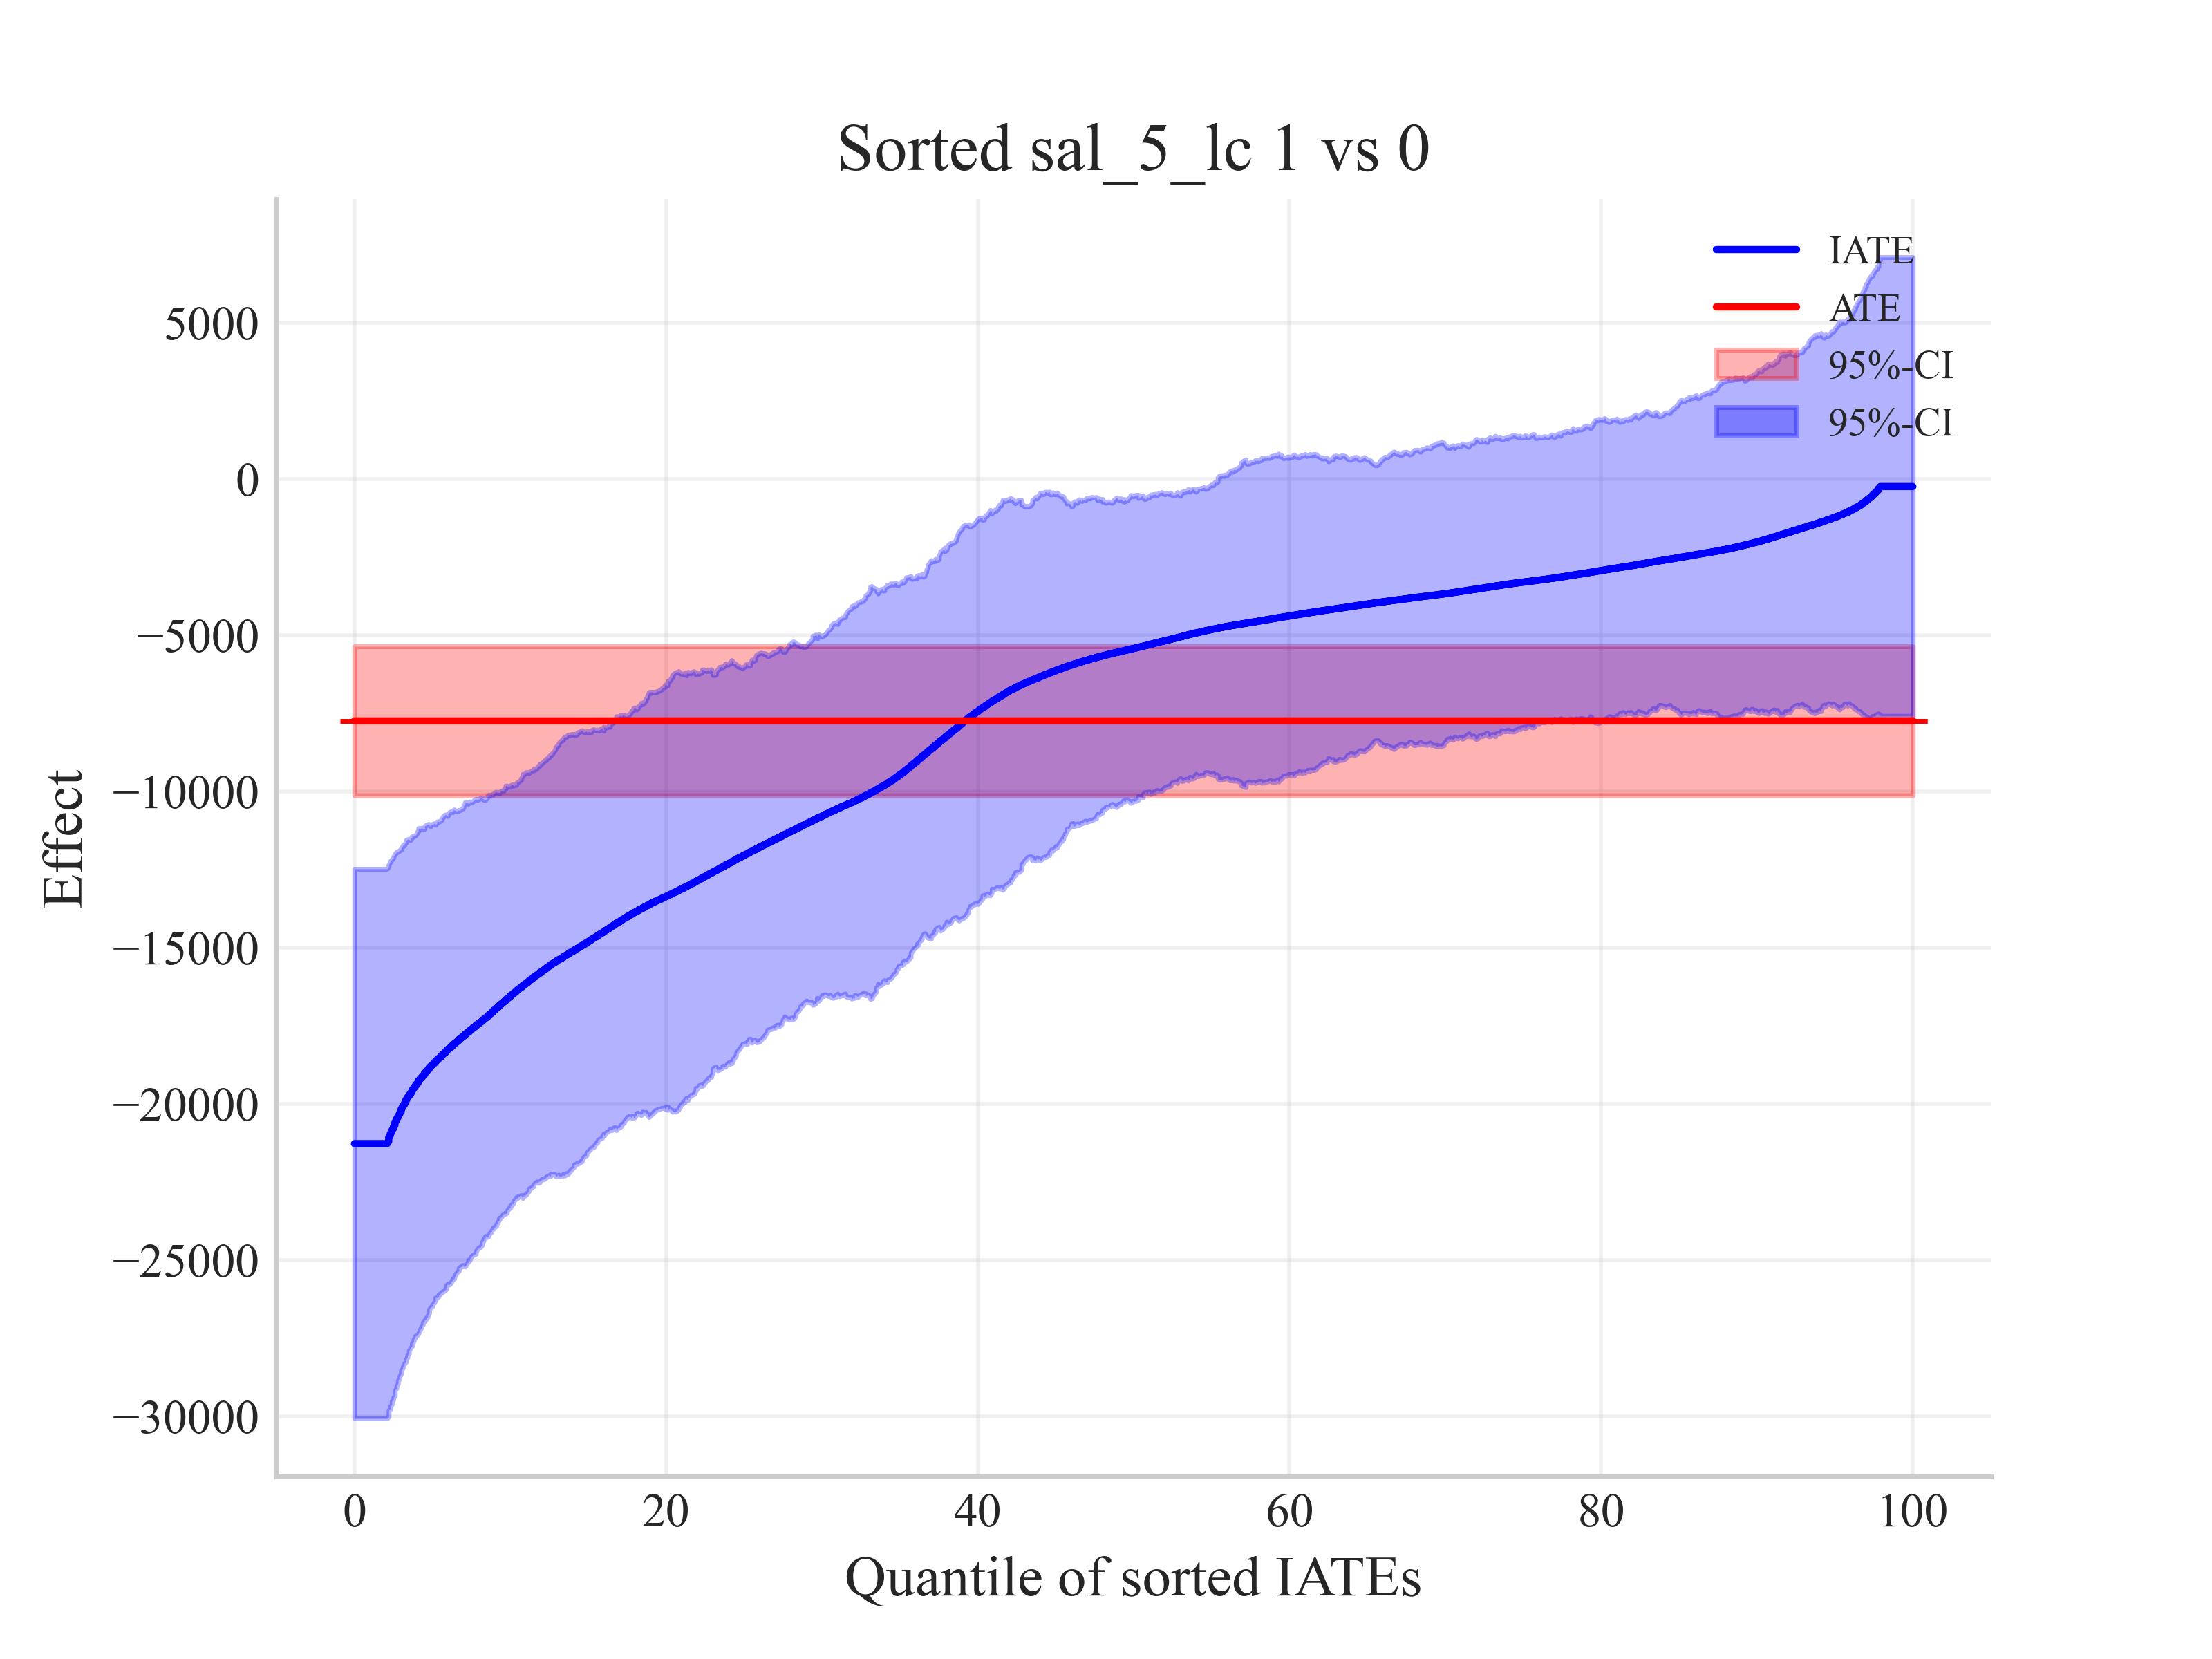 Sorted sal_5_lc 1 vs 0
IATE
ATE
95%-CI
95%-CI
5000
0
−5000
−10000
−15000
−20000
−25000
−30000
Effect
0 20 40 60 80 100
Quantile of sorted IATEs